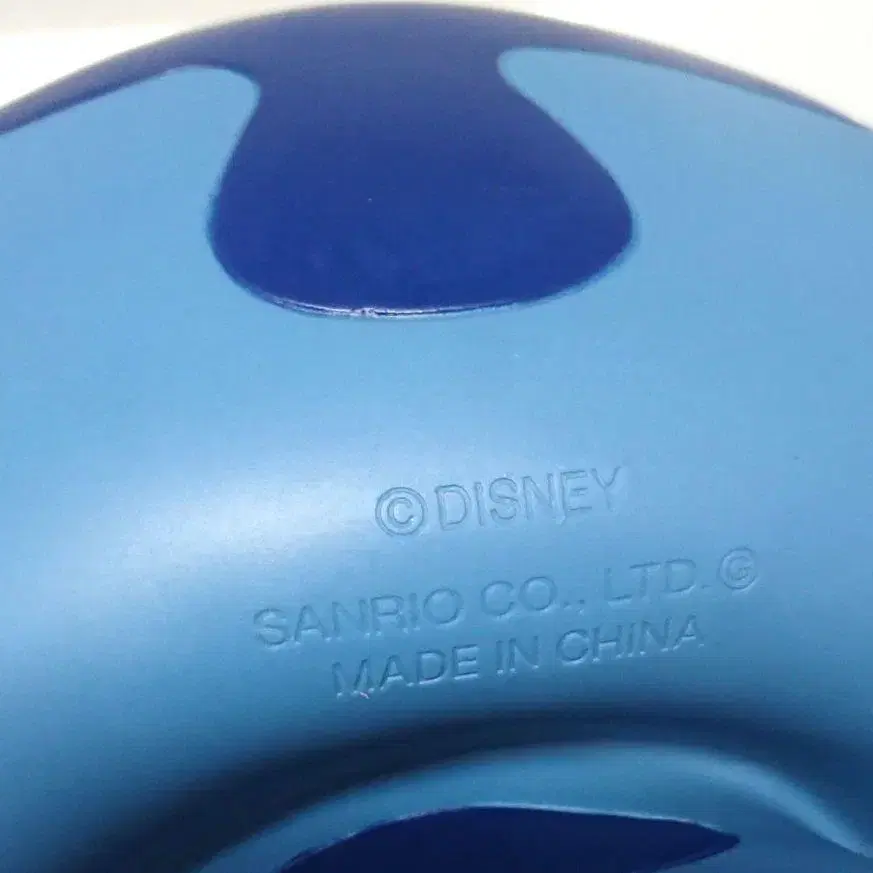 ©DISNEY
SANRIO CO., LTD. Ⓖ
MADE IN CHINA